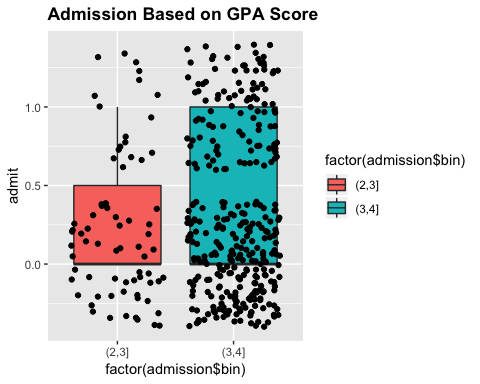 Admission Based on GPA Score
admit
1.0
0.5
0.0
(2,3]
(3,4]
factor(admission$bin)
factor(admission$bin)
(2,3]
(3,4]